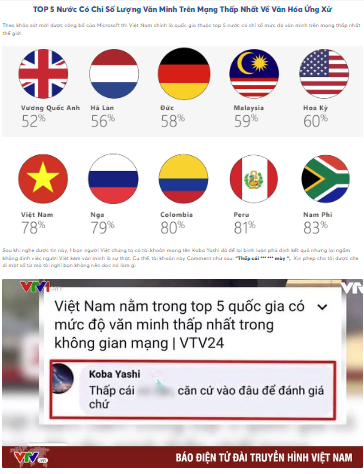 TOP 5 Nước Có Chỉ Số Lượng Văn Minh Trên Mạng Thấp Nhất Về Văn Hóa Ứng Xử
Theo khảo sát mới được công bố của Microsoft thì Việt Nam chính là quốc gia thuộc top 5 nước có chỉ số mức độ văn minh trên mạng thấp nhất
thế giới.
Vương Quốc Anh Hà Lan Đức Malaysia Hoa Kỳ
52% 56% 58% 59% 60%
Việt Nam Nga Colombia Peru Nam Phi
78% 79% 80% 81% 83%
Sau khi nghe được tin này, 1 bạn người Việt chúng ta có tài khoản mang tên Koba Yashi đã để lại bình luận phủ định kết quả nhưng lại ngầm
khẳng định việc người Việt kém văn minh là sự thật. Cụ thể, tài khoản này Comment như sau: "Thấp cái *** *** mày ", Xin phép cho tôi được che
đi một số từ mà tôi nghĩ bạn không nên đọc nó làm gì.
VTV1
Việt Nam nằm trong top 5 quốc gia có
mức độ văn minh thấp nhất trong
không gian mạng | VTV24
Koba Yashi
Thấp cái căn cứ vào đâu để đánh giá
chứ
VTV BÁO ĐIỆN TỬ ĐÀI TRUYỀN HÌNH VIỆT NAM